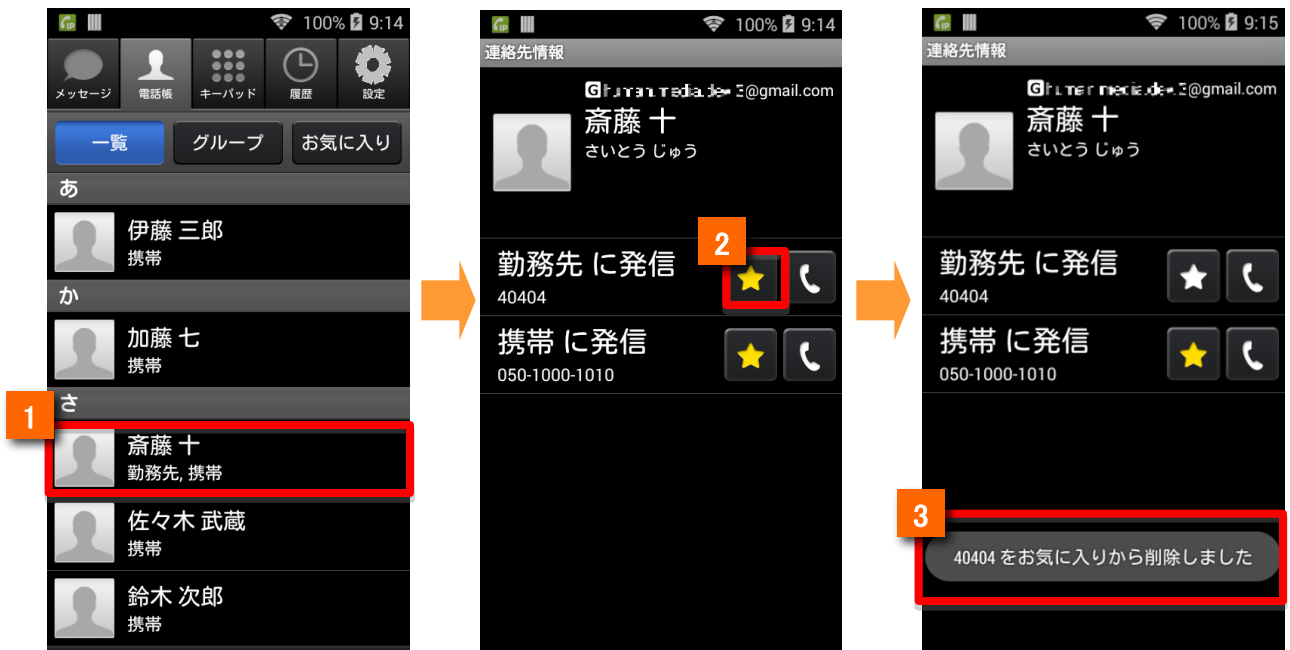 100% 9:14
メッセージ 電話帳 キーパッド 履歴 設定
一覧 グループ お気に入り
あ
伊藤 三郎
携帯
か
加藤 七
携帯
1
さ
斎藤 十
勤務先, 携帯
佐々木 武蔵
携帯
鈴木 次郎
携帯
100% 9:14
連絡先情報
@gmail.com
斎藤 十
さいとう じゅう
2
勤務先 に発信
40404
携帯 に発信
050-1000-1010
100% 9:15
連絡先情報
@gmail.com
斎藤 十
さいとう じゅう
勤務先 に発信
40404
携帯 に発信
050-1000-1010
3
40404 をお気に入りから削除しました